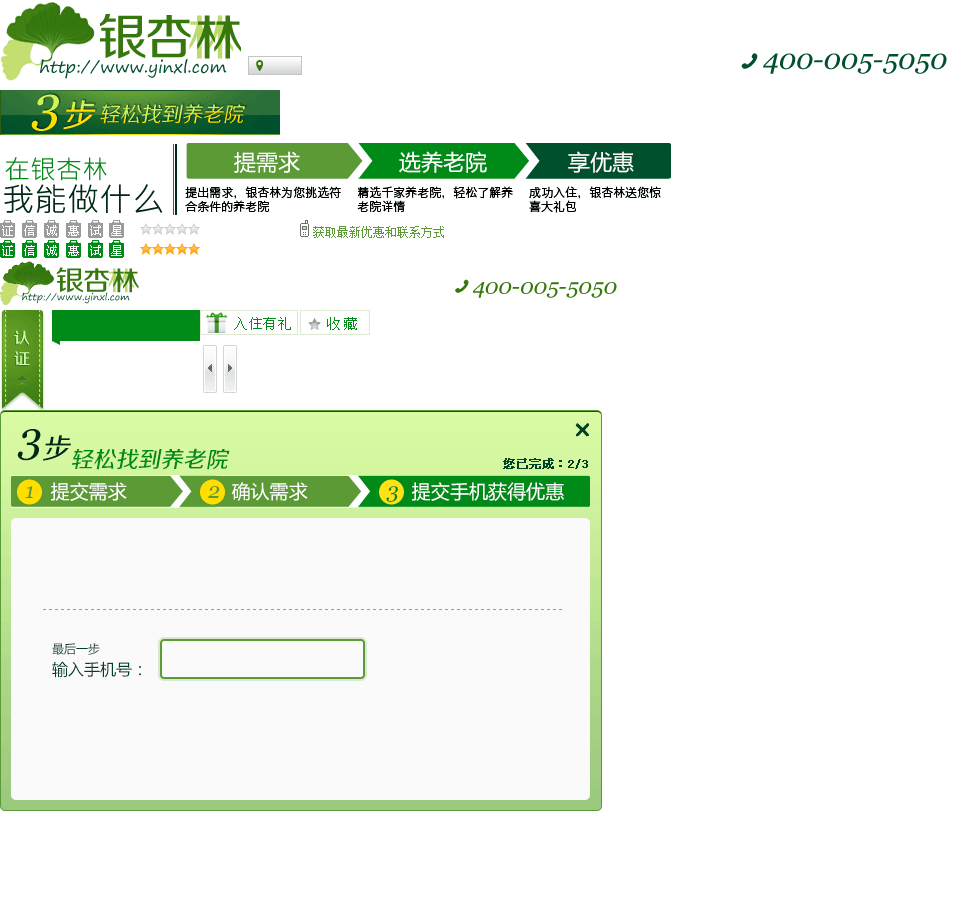 银杏林
http://www.yinxl.com
400-005-5050
3步 轻松找到养老院
在银杏林
我能做什么
提需求 选养老院 享优惠
提出需求，银杏林为您挑选符
合条件的养老院
精选千家养老院，轻松了解养
老院详情
成功入住，银杏林送您惊
喜大礼包
证 信 诚 惠 试 星
获取最新优惠和联系方式
证 信 诚 惠 试 星
银杏林
http://www.yinxl.com
400-005-5050
认
证
入住有礼 收藏
3步 轻松找到养老院
您已完成：2/3
1 提交需求 2 确认需求 3 提交手机获得优惠
最后一步
输入手机号：